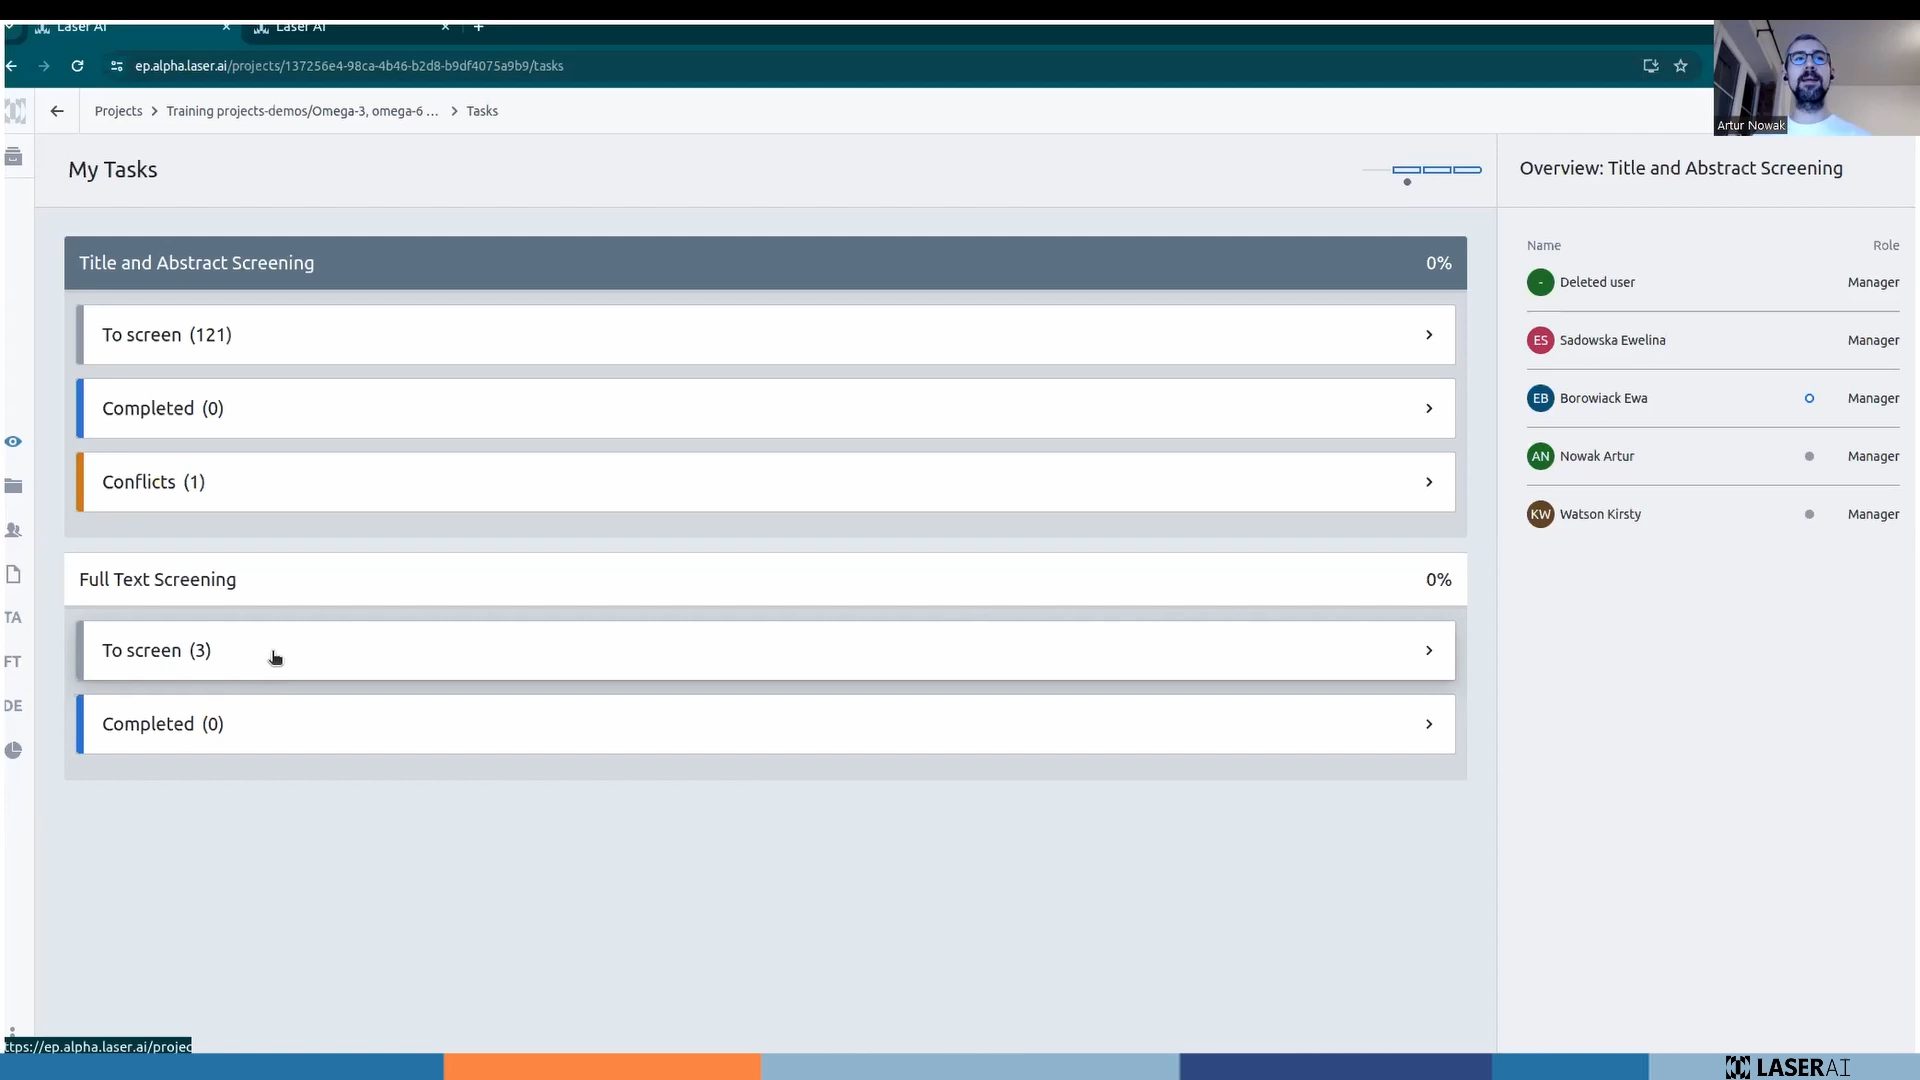 Laser AI
Laser AI
ep.alpha.laser.ai/projects/137256e4-98ca-4b46-b2d8-b9df4075a9b9/tasks
Artur Nowak
Projects > Training projects-demos/Omega-3, omega-6 ... > Tasks
My Tasks
Overview: Title and Abstract Screening
Title and Abstract Screening 0%
To screen (121)
Completed (0)
Conflicts (1)
Full Text Screening 0%
To screen (3)
Completed (0)
Name Role
- Deleted user Manager
ES Sadowska Ewelina Manager
EB Borowiack Ewa Manager
AN Nowak Artur Manager
KW Watson Kirsty Manager
TA
FT
DE
ttps://ep.alpha.laser.ai/projec
LASERAI